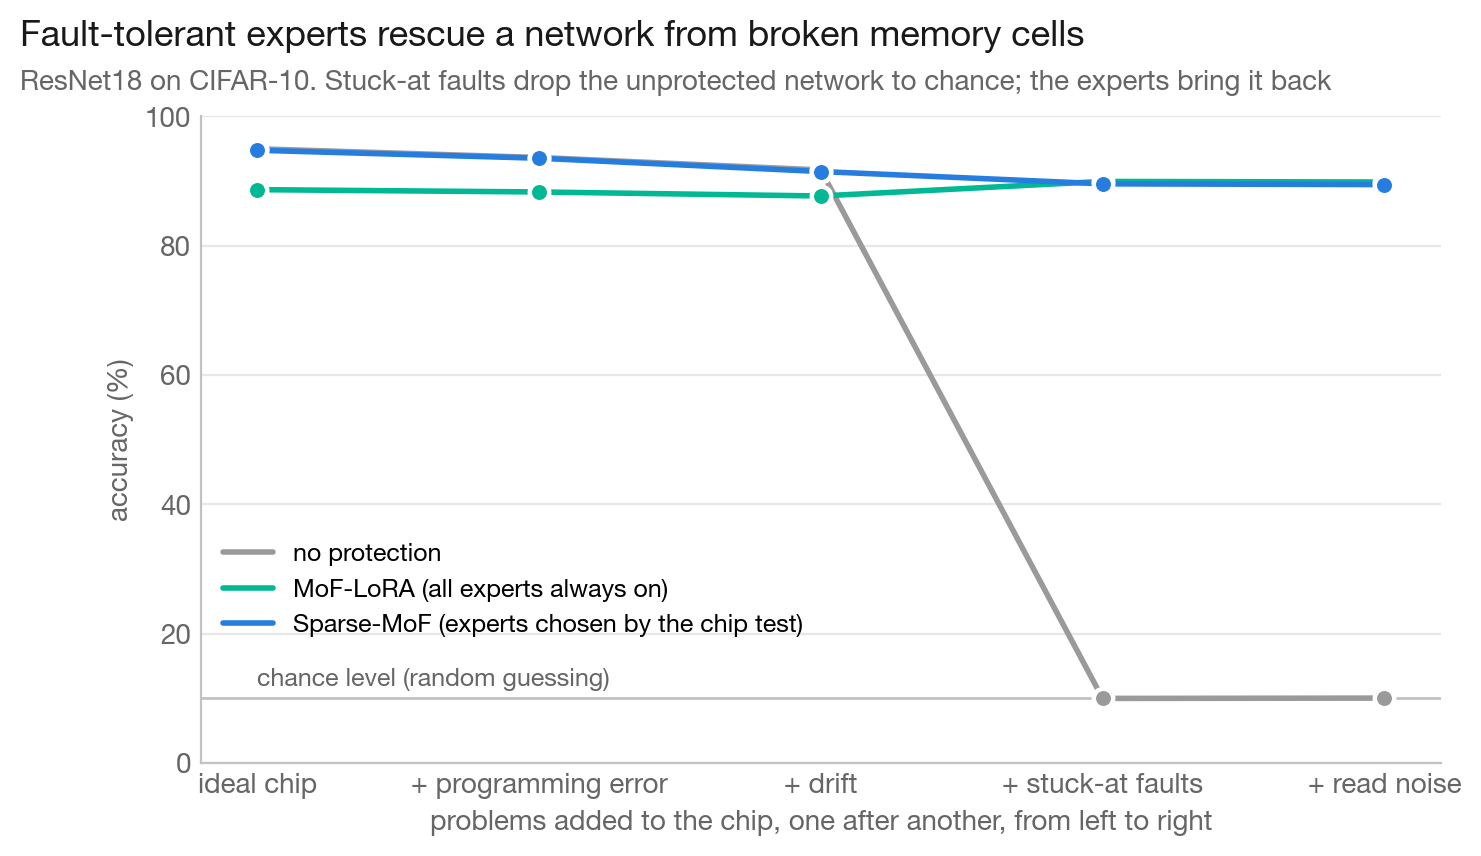 Fault-tolerant experts rescue a network from broken memory cells
ResNet18 on CIFAR-10. Stuck-at faults drop the unprotected network to chance; the experts bring it back
100
80
60
40
20
0
accuracy (%)
no protection
MoF-LoRA (all experts always on)
Sparse-MoF (experts chosen by the chip test)
chance level (random guessing)
ideal chip
+ programming error
+ drift
+ stuck-at faults
+ read noise
problems added to the chip, one after another, from left to right